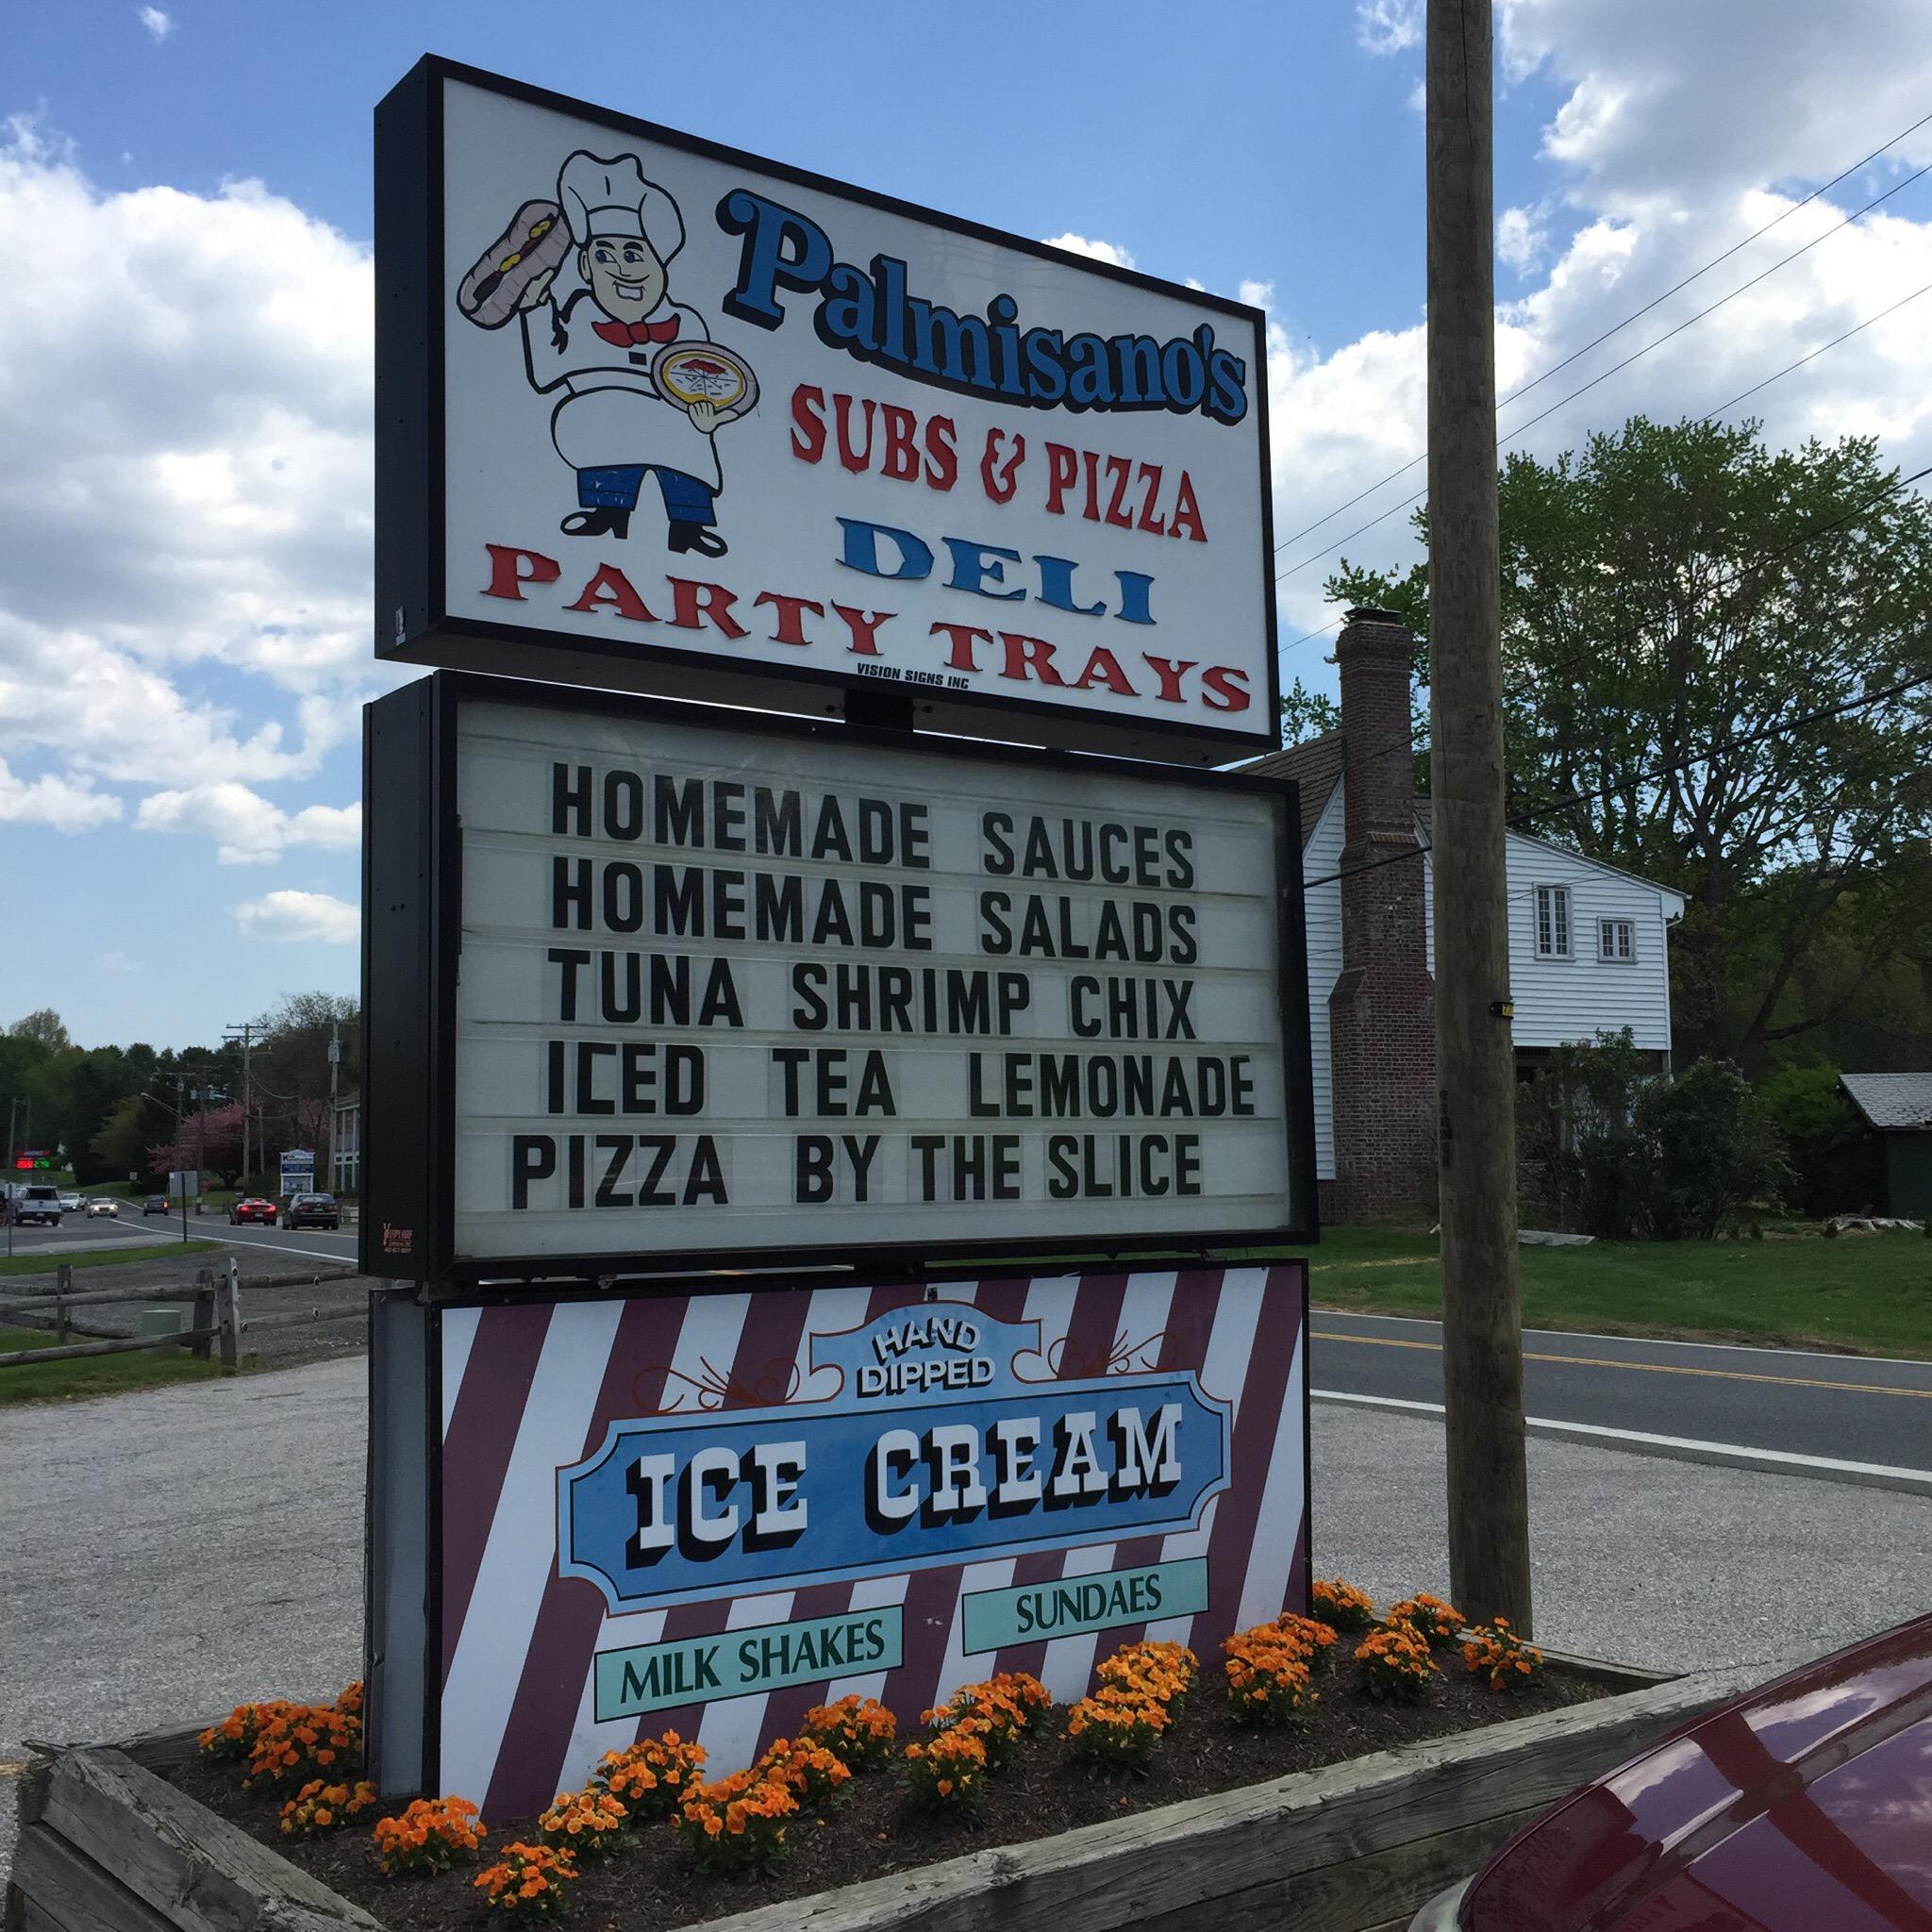 Palmisano's
SUBS & PIZZA
DELI
PARTY TRAYS
VISION SIGNS INC
HOMEMADE SAUCES
HOMEMADE SALADS
TUNA SHRIMP CHIX
ICED TEA LEMONADE
PIZZA BY THE SLICE
HAND
DIPPED
ICE CREAM
MILK SHAKES
SUNDAES